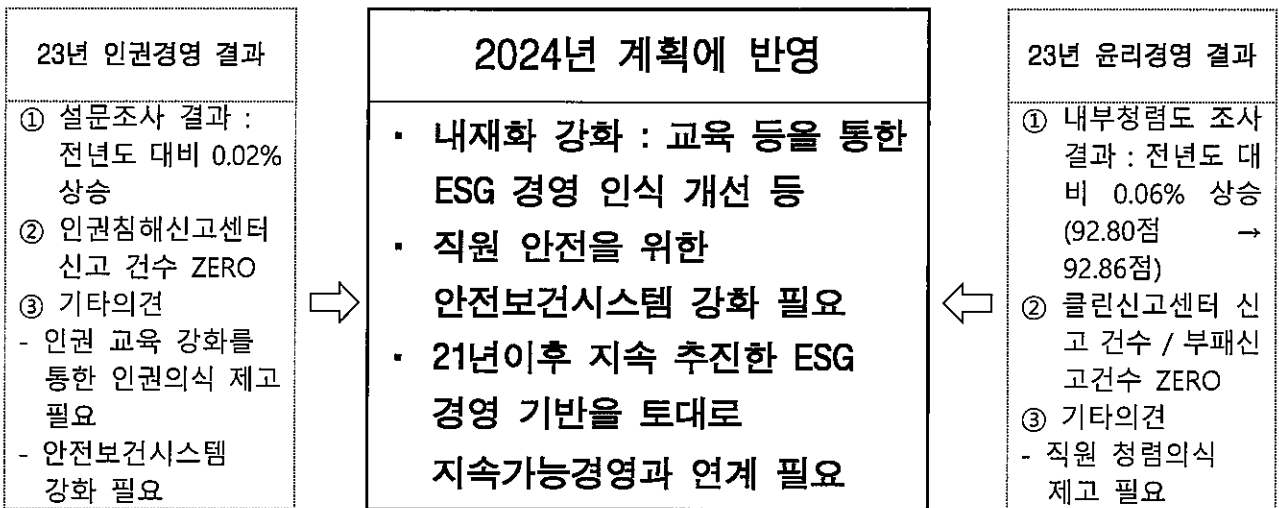 23년 인권경영 결과
① 설문조사 결과 :
전년도 대비 0.02%
상승
② 인권침해신고센터
신고 건수 ZERO
③ 기타의견
- 인권 교육 강화를
통한 인권의식 제고
필요
- 안전보건시스템
강화 필요
2024년 계획에 반영
· 내재화 강화 : 교육 등을 통한
ESG 경영 인식 개선 등
· 직원 안전을 위한
안전보건시스템 강화 필요
· 21년이후 지속 추진한 ESG
경영 기반을 토대로
지속가능경영과 연계 필요
23년 윤리경영 결과
① 내부청렴도 조사
결과 : 전년도 대
비 0.06% 상승
(92.80점 →
92.86점)
② 클린신고센터 신
고 건수 / 부패신
고건수 ZERO
③ 기타의견
- 직원 청렴의식
제고 필요